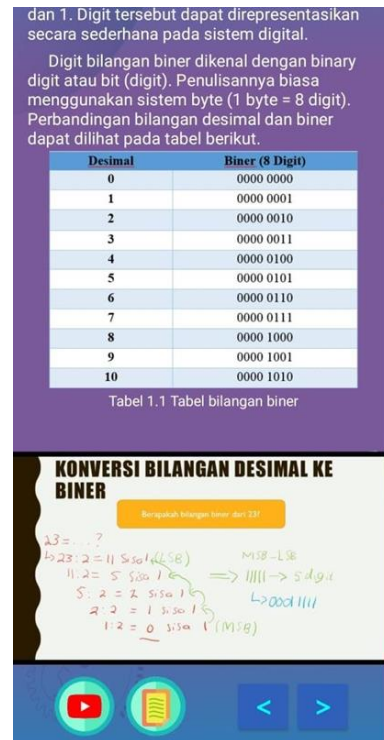 dan 1. Digit tersebut dapat direpresentasikan
secara sederhana pada sistem digital.
Digit bilangan biner dikenal dengan binary
digit atau bit (digit). Penulisannya biasa
menggunakan sistem byte (1 byte = 8 digit).
Perbandingan bilangan desimal dan biner
dapat dilihat pada tabel berikut.
Desimal Biner (8 Digit)
0 0000 0000
1 0000 0001
2 0000 0010
3 0000 0011
4 0000 0100
5 0000 0101
6 0000 0110
7 0000 0111
8 0000 1000
9 0000 1001
10 0000 1010
Tabel 1.1 Tabel bilangan biner
KONVERSI BILANGAN DESIMAL KE
BINER
Berapakah bilangan biner dari 23?
23 = ... ?
23 : 2 = 11 sisa 1 (LSB)
11 : 2 = 5 sisa 1
5 : 2 = 2 sisa 1
2 : 2 = 1 sisa 1
1 : 2 = 0 sisa 1 (MSB)
MSB - LSB
=> 11111 -> 5 digit
0001 1111
< >